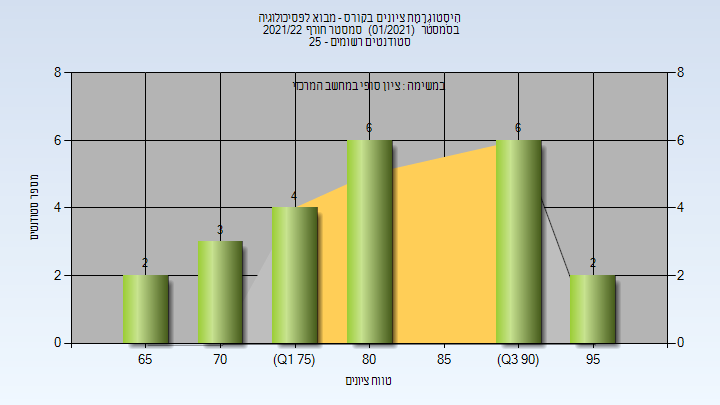 היסטוגרמת ציונים בקורס - מבוא לפסיכולוגיה
בסמסטר (01/2021) סמסטר חורף 2021/22
סטודנטים רשומים - 25
במשימה : ציון סופי במחשב המרכזי
8 8
6 6 6 6
4 4 4
3
2 2 2 2
0 0
65 70 (Q1 75) 80 85 (Q3 90) 95
מספר סטודנטים
טווח ציונים